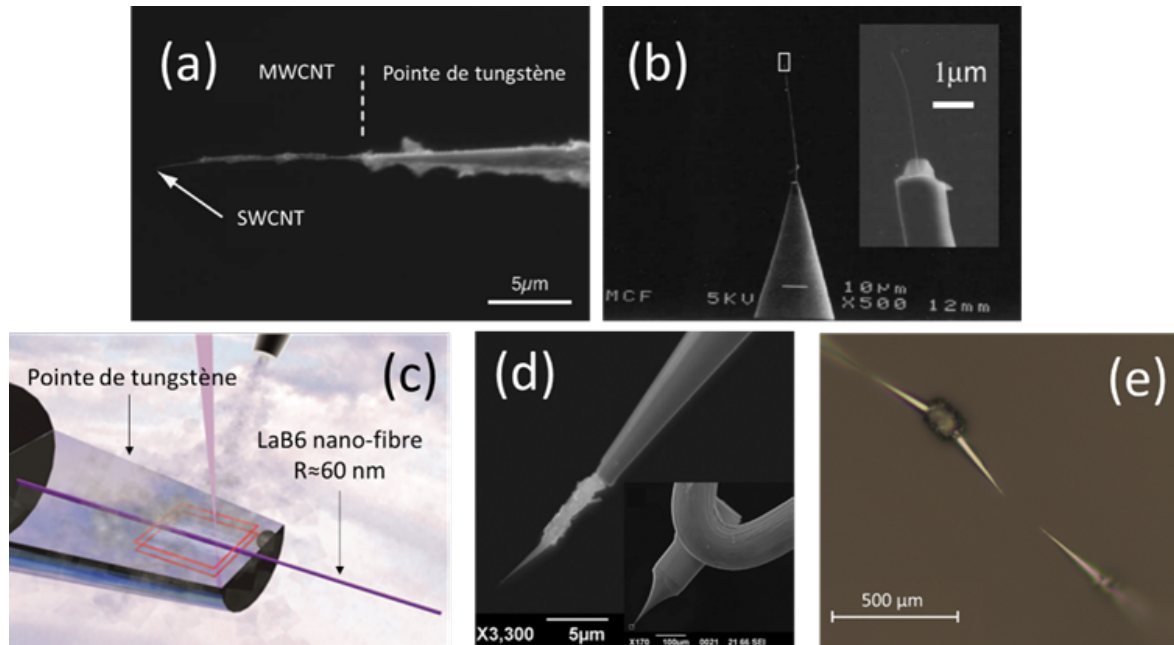 (a)
MWCNT
Pointe de tungstène
SWCNT
5μm
(b)
1μm
MCF 5KV 10μm
X500 12mm
(c)
Pointe de tungstène
LaB6 nano-fibre
R≈60 nm
(d)
X3,300 5μm
X170 100μm 0021 21 66 SEI
(e)
500 μm